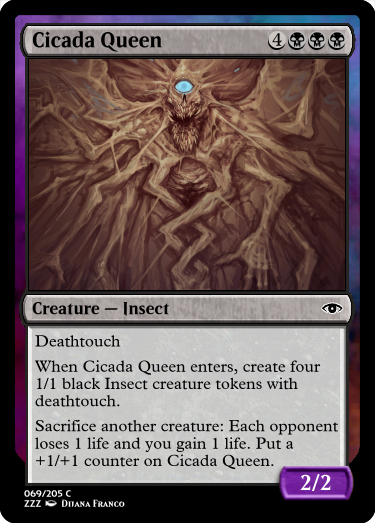 Cicada Queen 4
Creature — Insect
Deathtouch
When Cicada Queen enters, create four
1/1 black Insect creature tokens with
deathtouch.
Sacrifice another creature: Each opponent
loses 1 life and you gain 1 life. Put a
+1/+1 counter on Cicada Queen.
2/2
069/205 C
ZZZ Diiana Franco